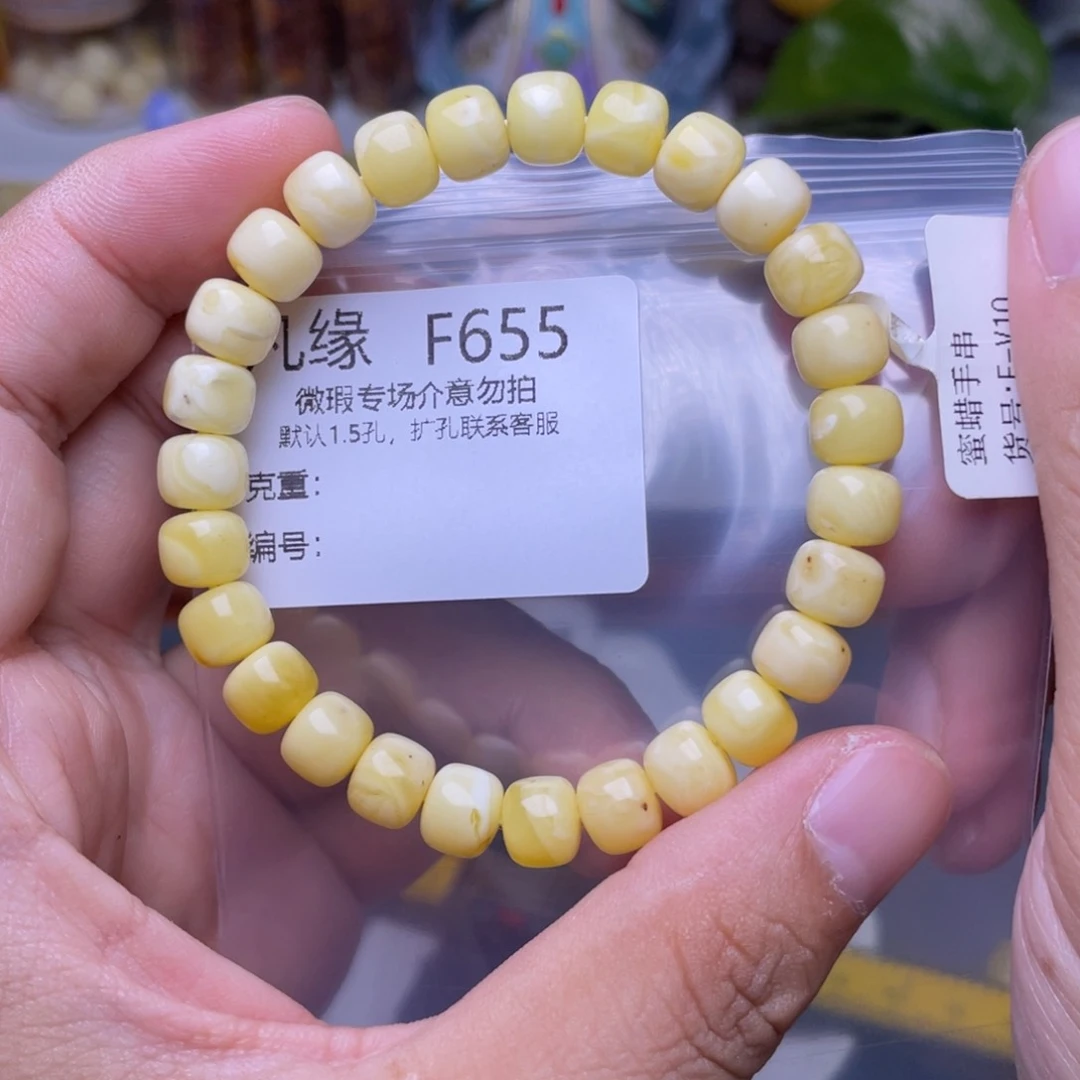 缘 F655
微瑕专场介意勿拍
默认1.5孔，扩孔联系客服
克重：
编号：
蜜蜡手串
货号:F-V10